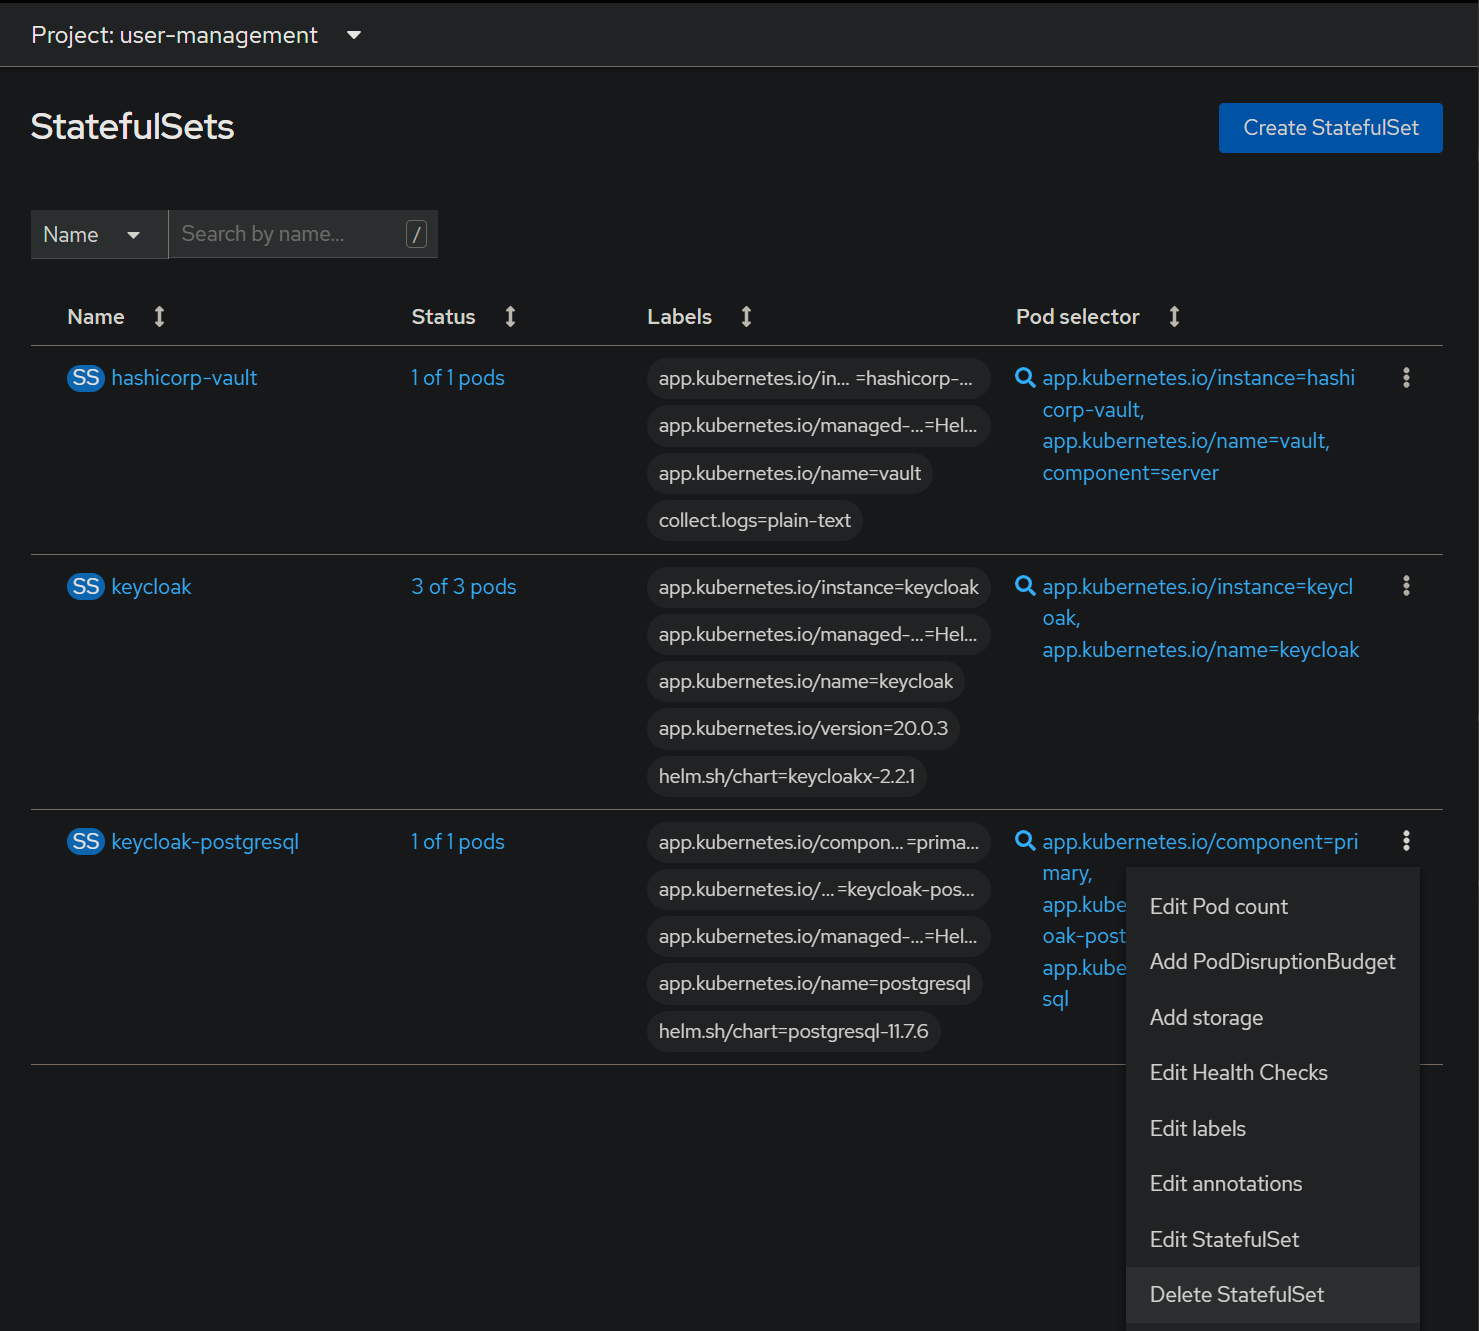 Project: user-management
StatefulSets
Create StatefulSet
Name
Search by name...
/
Name
Status
Labels
Pod selector
SS hashicorp-vault
1 of 1 pods
app.kubernetes.io/in... =hashicorp-...
app.kubernetes.io/managed-...=Hel...
app.kubernetes.io/name=vault
collect.logs=plain-text
app.kubernetes.io/instance=hashi
corp-vault,
app.kubernetes.io/name=vault,
component=server
SS keycloak
3 of 3 pods
app.kubernetes.io/instance=keycloak
app.kubernetes.io/managed-...=Hel...
app.kubernetes.io/name=keycloak
app.kubernetes.io/version=20.0.3
helm.sh/chart=keycloakx-2.2.1
app.kubernetes.io/instance=keycl
oak,
app.kubernetes.io/name=keycloak
SS keycloak-postgresql
1 of 1 pods
app.kubernetes.io/compon... =prima...
app.kubernetes.io/... =keycloak-pos...
app.kubernetes.io/managed-...=Hel...
app.kubernetes.io/name=postgresql
helm.sh/chart=postgresql-11.7.6
app.kubernetes.io/component=pri
mary,
app.kube
oak-post
app.kube
sql
Edit Pod count
Add PodDisruptionBudget
Add storage
Edit Health Checks
Edit labels
Edit annotations
Edit StatefulSet
Delete StatefulSet